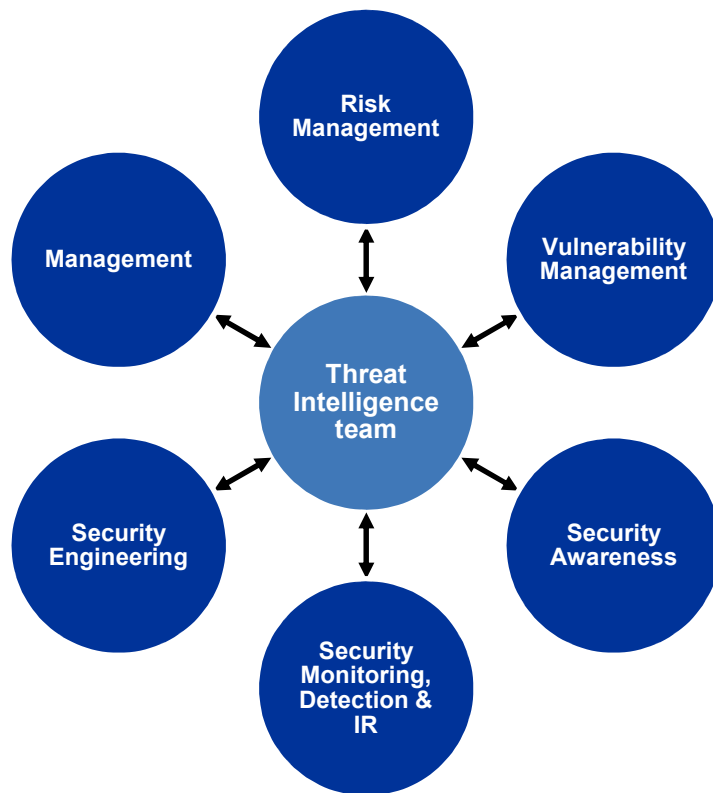 Risk
Management
Management
Vulnerability
Management
Threat
Intelligence
team
Security
Engineering
Security
Awareness
Security
Monitoring,
Detection &
IR